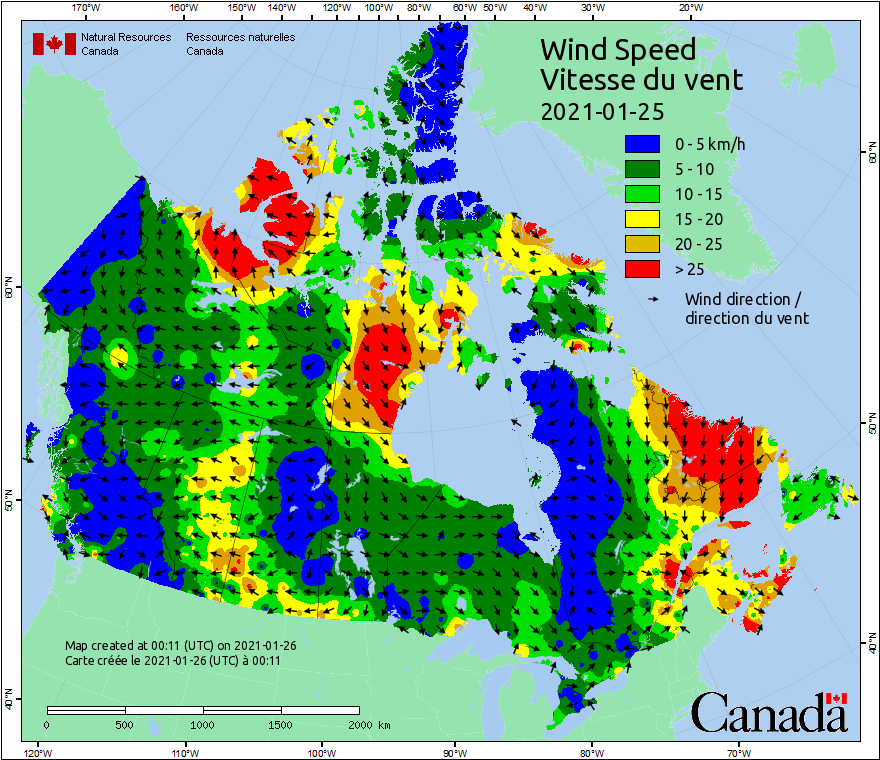 170°W 160°W 150°W 140°W 120°W 100°W 80°W 60°W 50°W 40°W 30°W 20°W
Natural Resources Canada
Ressources naturelles Canada
Wind Speed
Vitesse du vent
2021-01-25
0 - 5 km/h
5 - 10
10 - 15
15 - 20
20 - 25
> 25
Wind direction /
direction du vent
60°N
60°N
50°N
50°N
40°N
40°N
Map created at 00:11 (UTC) on 2021-01-26
Carte créée le 2021-01-26 (UTC) à 00:11
0 500 1000 1500 2000 km
Canada
120°W 110°W 100°W 90°W 80°W 70°W